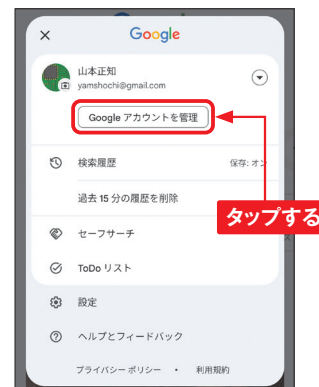 Google
山本正知
yamshochi@gmail.com
Google アカウントを管理
検索履歴
保存: オン
過去 15 分の履歴を削除
タップする
セーフサーチ
ToDo リスト
設定
ヘルプとフィードバック
プライバシー ポリシー ・ 利用規約